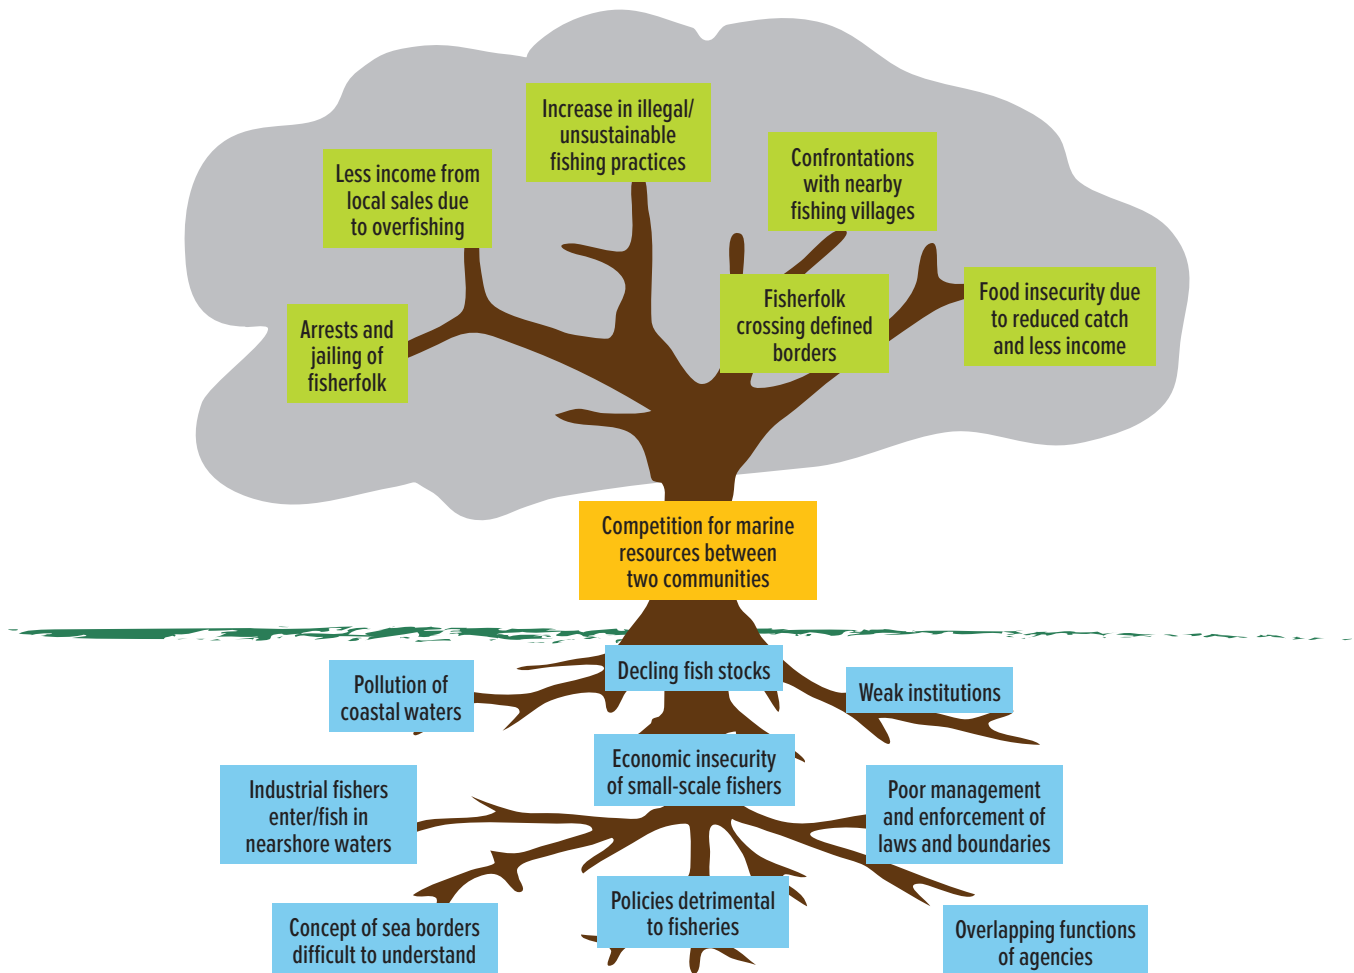 Increase in illegal/
unsustainable
fishing practices
Confrontations
with nearby
fishing villages
Less income from
local sales due
to overfishing
Fisherfolk
crossing defined
borders
Food insecurity due
to reduced catch
and less income
Arrests and
jailing of
fisherfolk
Competition for marine
resources between
two communities
Decling fish stocks
Pollution of
coastal waters
Weak institutions
Economic insecurity
of small-scale fishers
Industrial fishers
enter/fish in
nearshore waters
Poor management
and enforcement of
laws and boundaries
Policies detrimental
to fisheries
Concept of sea borders
difficult to understand
Overlapping functions
of agencies